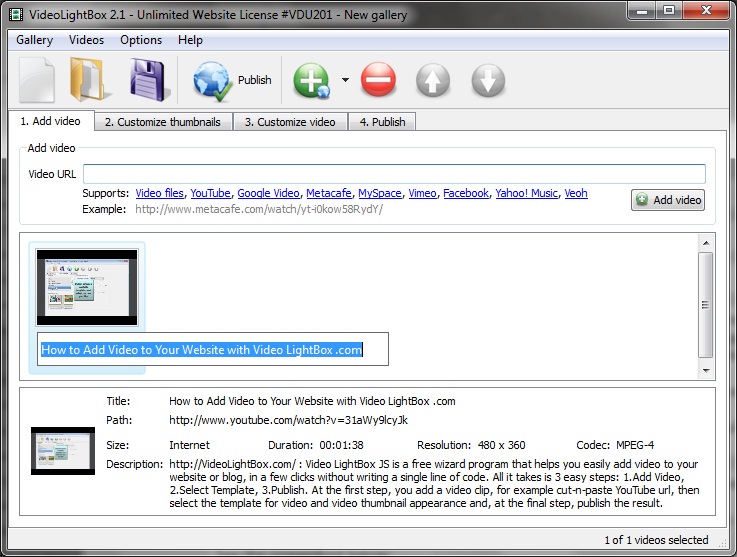 VideoLightBox 2.1 - Unlimited Website License #VDU201 - New gallery
Gallery Videos Options Help
Publish
1. Add video 2. Customize thumbnails 3. Customize video 4. Publish
Add video
Video URL
Supports: Video files, YouTube, Google Video, Metacafe, MySpace, Vimeo, Facebook, Yahoo! Music, Veoh
Add video
Example: http://www.metacafe.com/watch/yt-i0kow58RydY/
How to Add Video to Your Website with Video LightBox .com
Title: How to Add Video to Your Website with Video LightBox .com
Path: http://www.youtube.com/watch?v=31aWy9lcyJk
Size: Internet Duration: 00:01:38 Resolution: 480 x 360 Codec: MPEG-4
Description: http://VideoLightBox.com/ : Video LightBox JS is a free wizard program that helps you easily add video to your
website or blog, in a few clicks without writing a single line of code. All it takes is 3 easy steps: 1.Add Video,
2.Select Template, 3.Publish. At the first step, you add a video clip, for example cut-n-paste YouTube url, then
select the template for video and video thumbnail appearance and, at the final step, publish the result.
1 of 1 videos selected